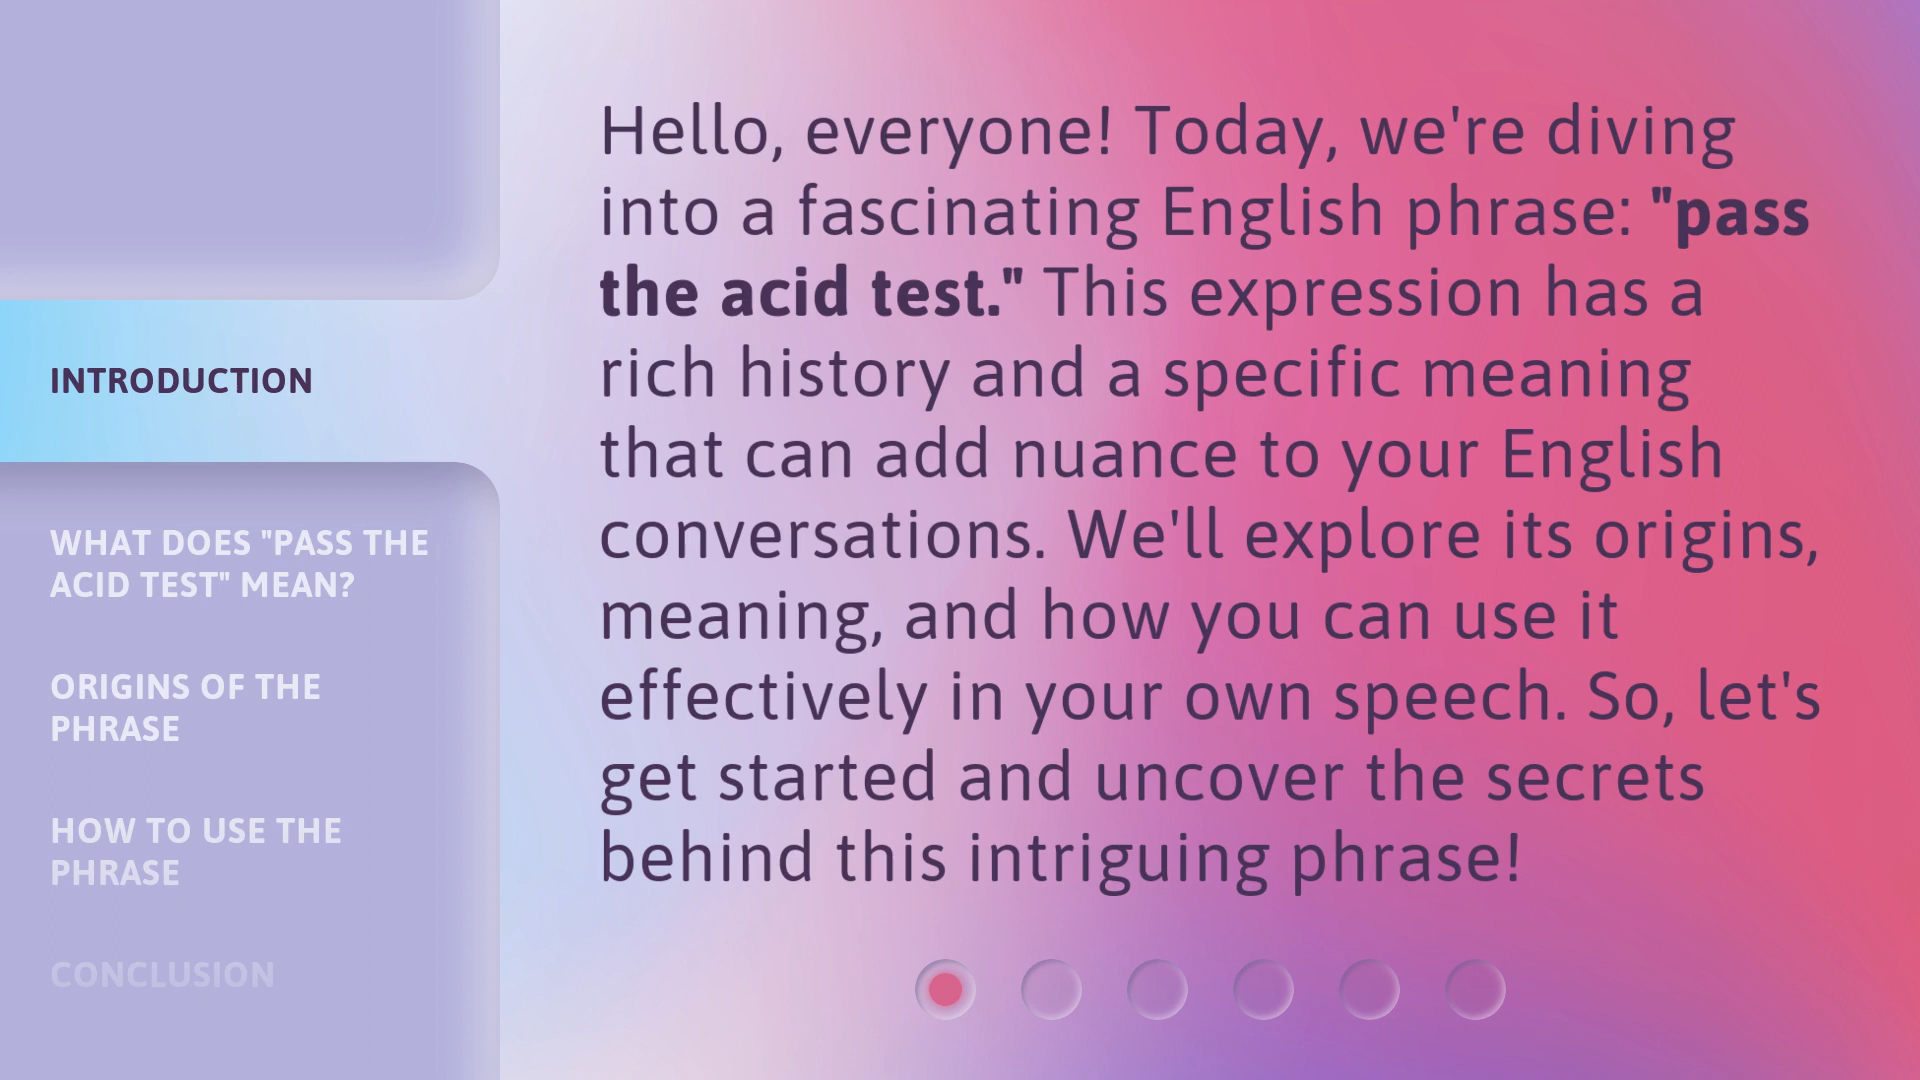 INTRODUCTION
WHAT DOES "PASS THE
ACID TEST" MEAN?
ORIGINS OF THE
PHRASE
HOW TO USE THE
PHRASE
CONCLUSION
Hello, everyone! Today, we're diving
into a fascinating English phrase: "pass
the acid test." This expression has a
rich history and a specific meaning
that can add nuance to your English
conversations. We'll explore its origins,
meaning, and how you can use it
effectively in your own speech. So, let's
get started and uncover the secrets
behind this intriguing phrase!